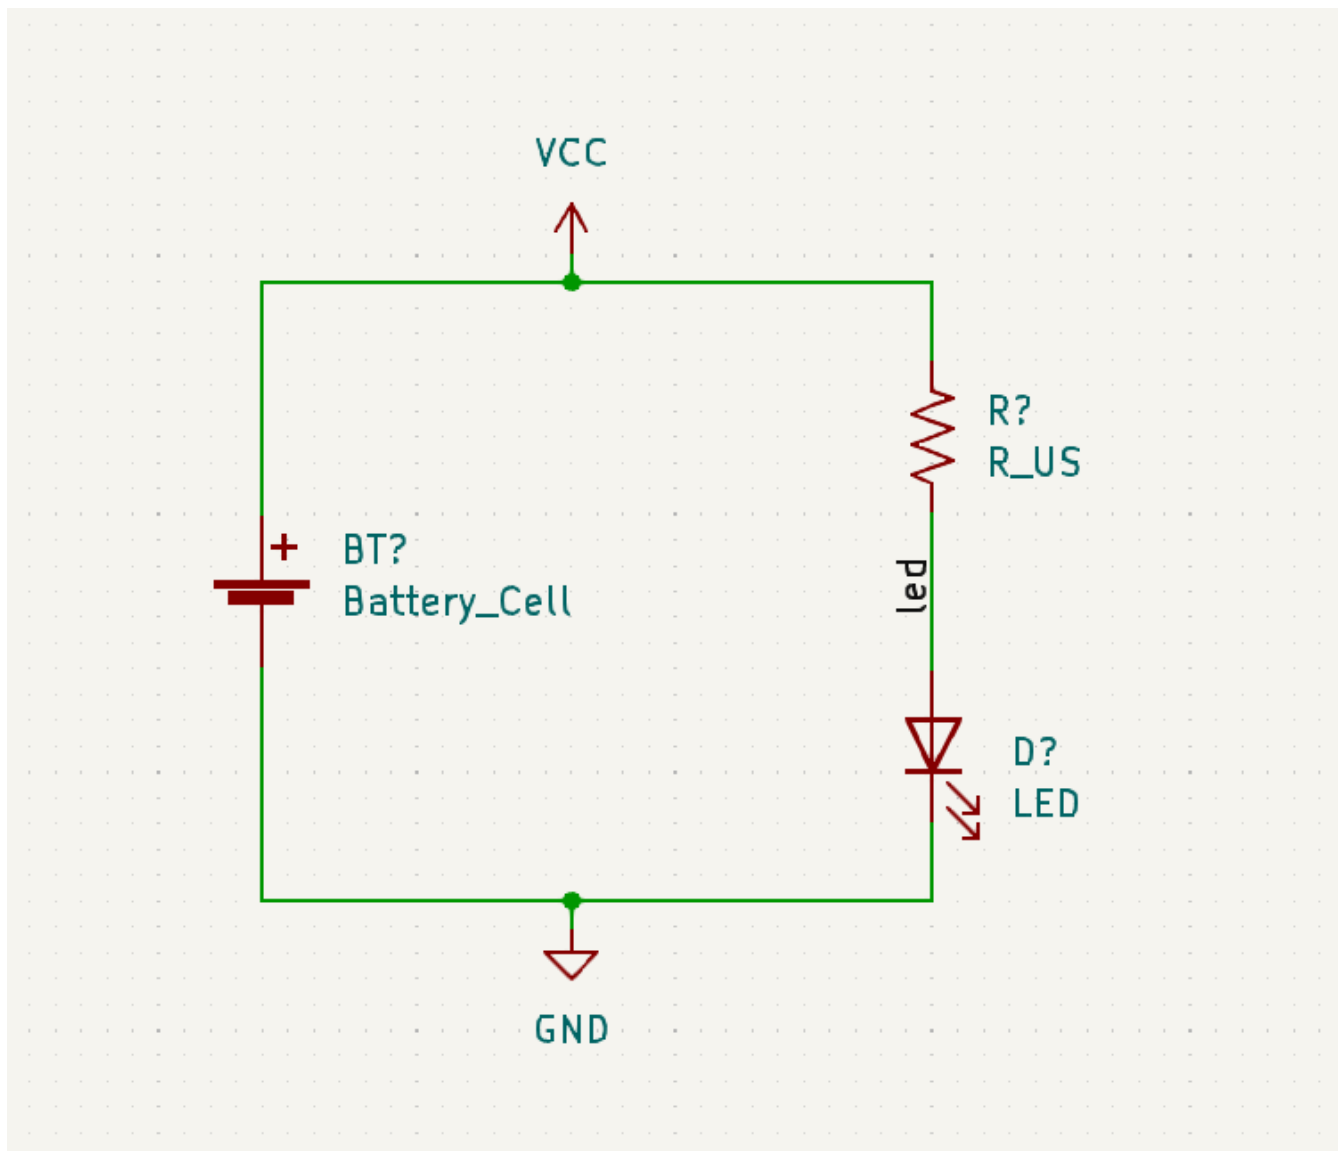 VCC
R?
R_US
+
BT?
Battery_Cell
led
D?
LED
GND